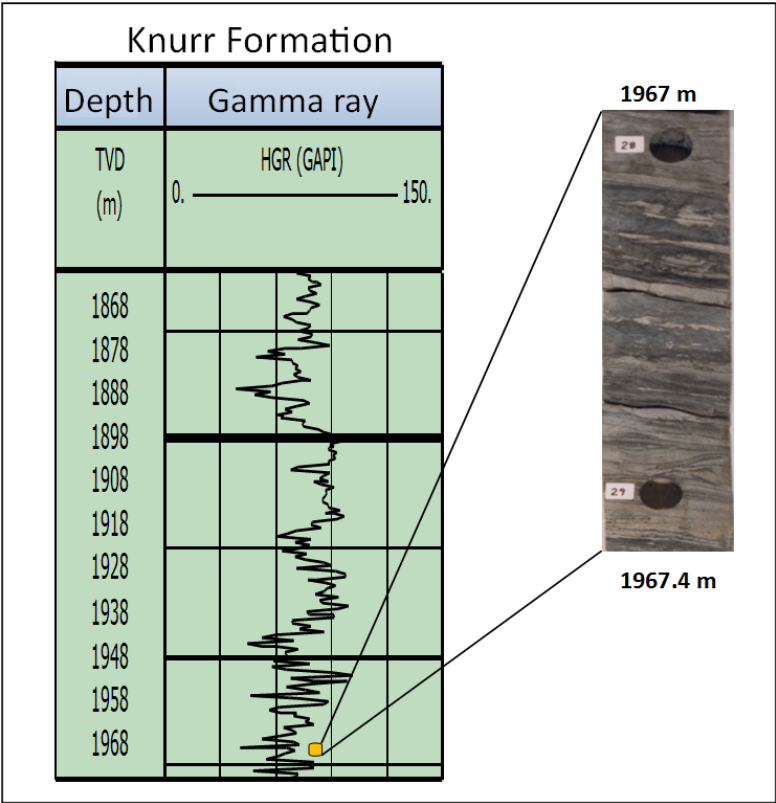 Knurr Formation
Depth
Gamma ray
TVD
(m)
HGR (GAPI)
0.
150.
1868
1878
1888
1898
1908
1918
1928
1938
1948
1958
1968
1967 m
28
29
1967.4 m